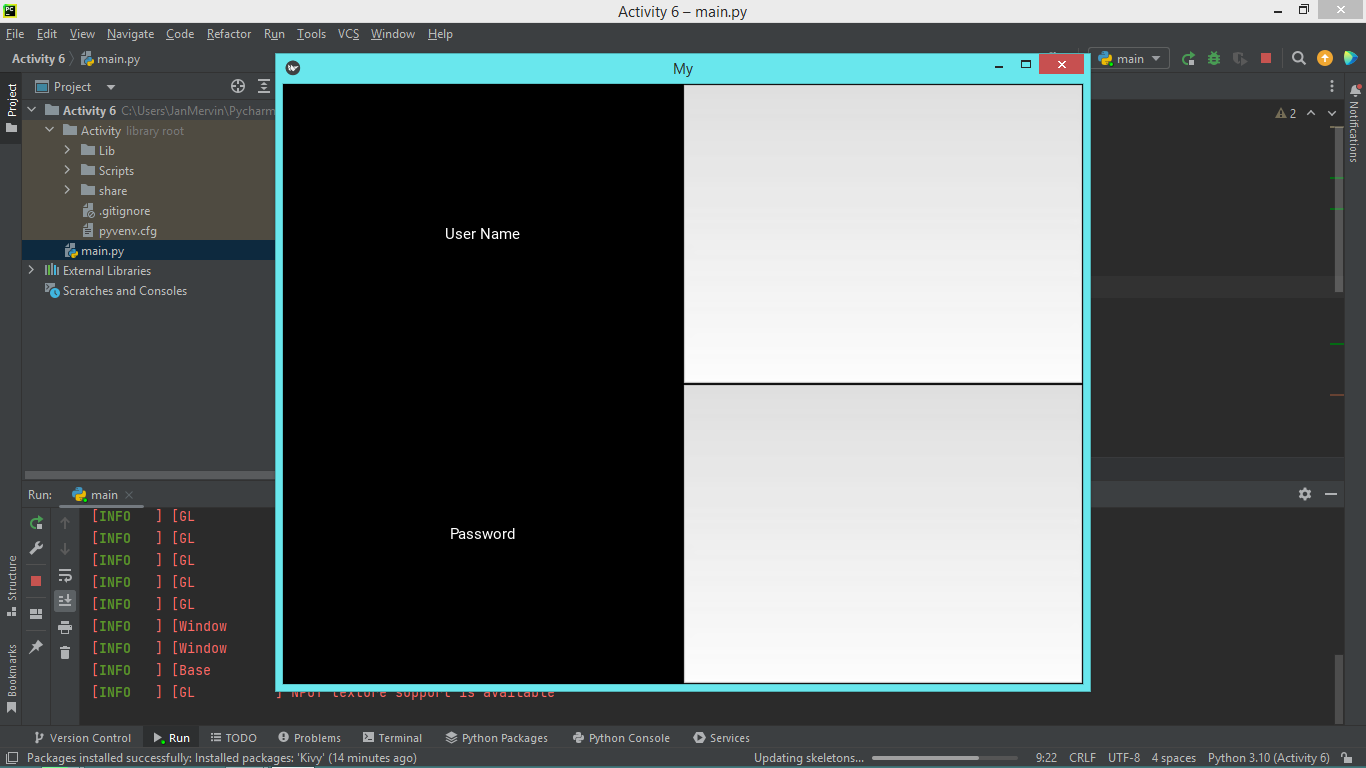 PC
Activity 6 – main.py
File Edit View Navigate Code Refactor Run Tools VCS Window Help
Activity 6 main.py
main
My
Project
Project
Activity 6 C:\Users\JanMervin\Pycharm
Activity library root
Lib
Scripts
share
.gitignore
pyvenv.cfg
main.py
External Libraries
Scratches and Consoles
2
Notifications
User Name
Password
Run: main
[INFO ] [GL
[INFO ] [GL
[INFO ] [GL
[INFO ] [GL
[INFO ] [GL
[INFO ] [Window
[INFO ] [Window
[INFO ] [Base
[INFO ] [GL ] NPOT texture support is available
Structure
Bookmarks
Version Control Run TODO Problems Terminal Python Packages Python Console Services
Packages installed successfully: Installed packages: 'Kivy' (14 minutes ago) Updating skeletons... 9:22 CRLF UTF-8 4 spaces Python 3.10 (Activity 6)